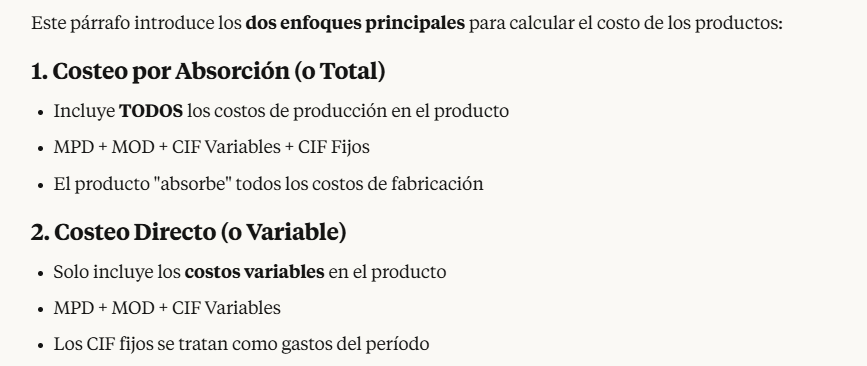 Este párrafo introduce los dos enfoques principales para calcular el costo de los productos:
1. Costeo por Absorción (o Total)
• Incluye TODOS los costos de producción en el producto
• MPD + MOD + CIF Variables + CIF Fijos
• El producto "absorbe" todos los costos de fabricación
2. Costeo Directo (o Variable)
• Solo incluye los costos variables en el producto
• MPD + MOD + CIF Variables
• Los CIF fijos se tratan como gastos del período